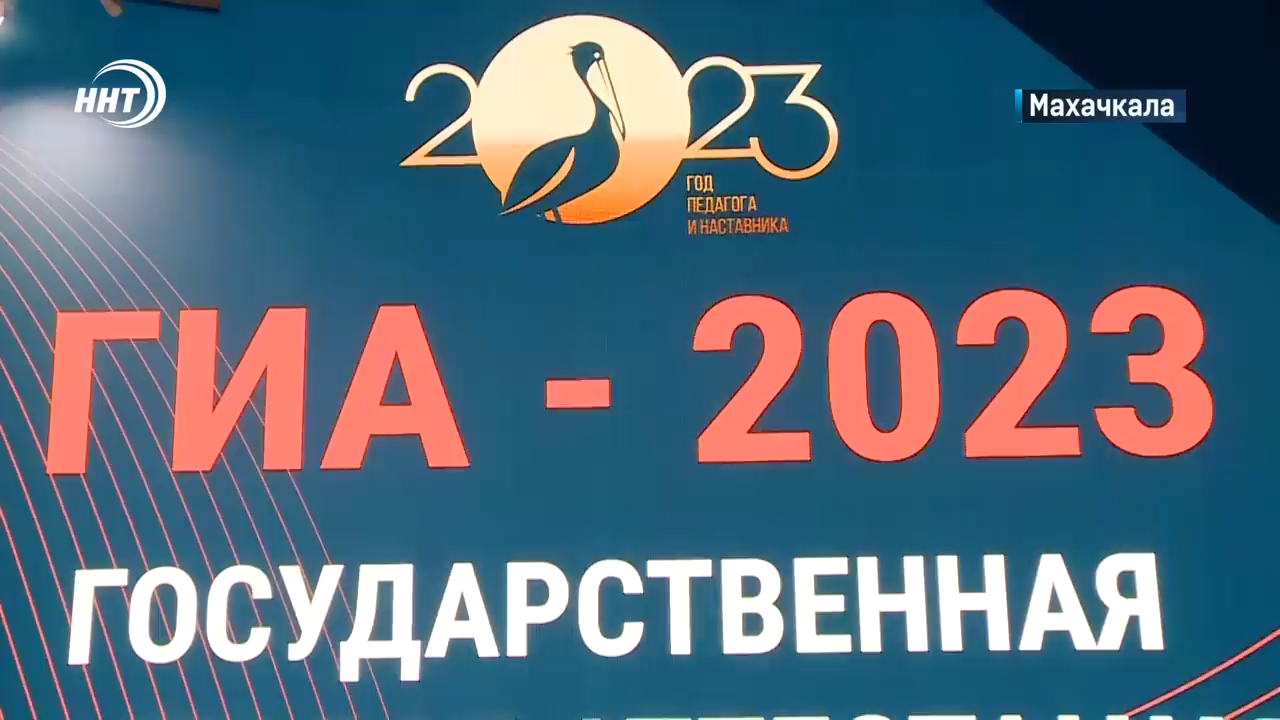 ННТ
Махачкала
2023
ГОД
ПЕДАГОГА
И НАСТАВНИКА
ГИА - 2023
ГОСУДАРСТВЕННАЯ